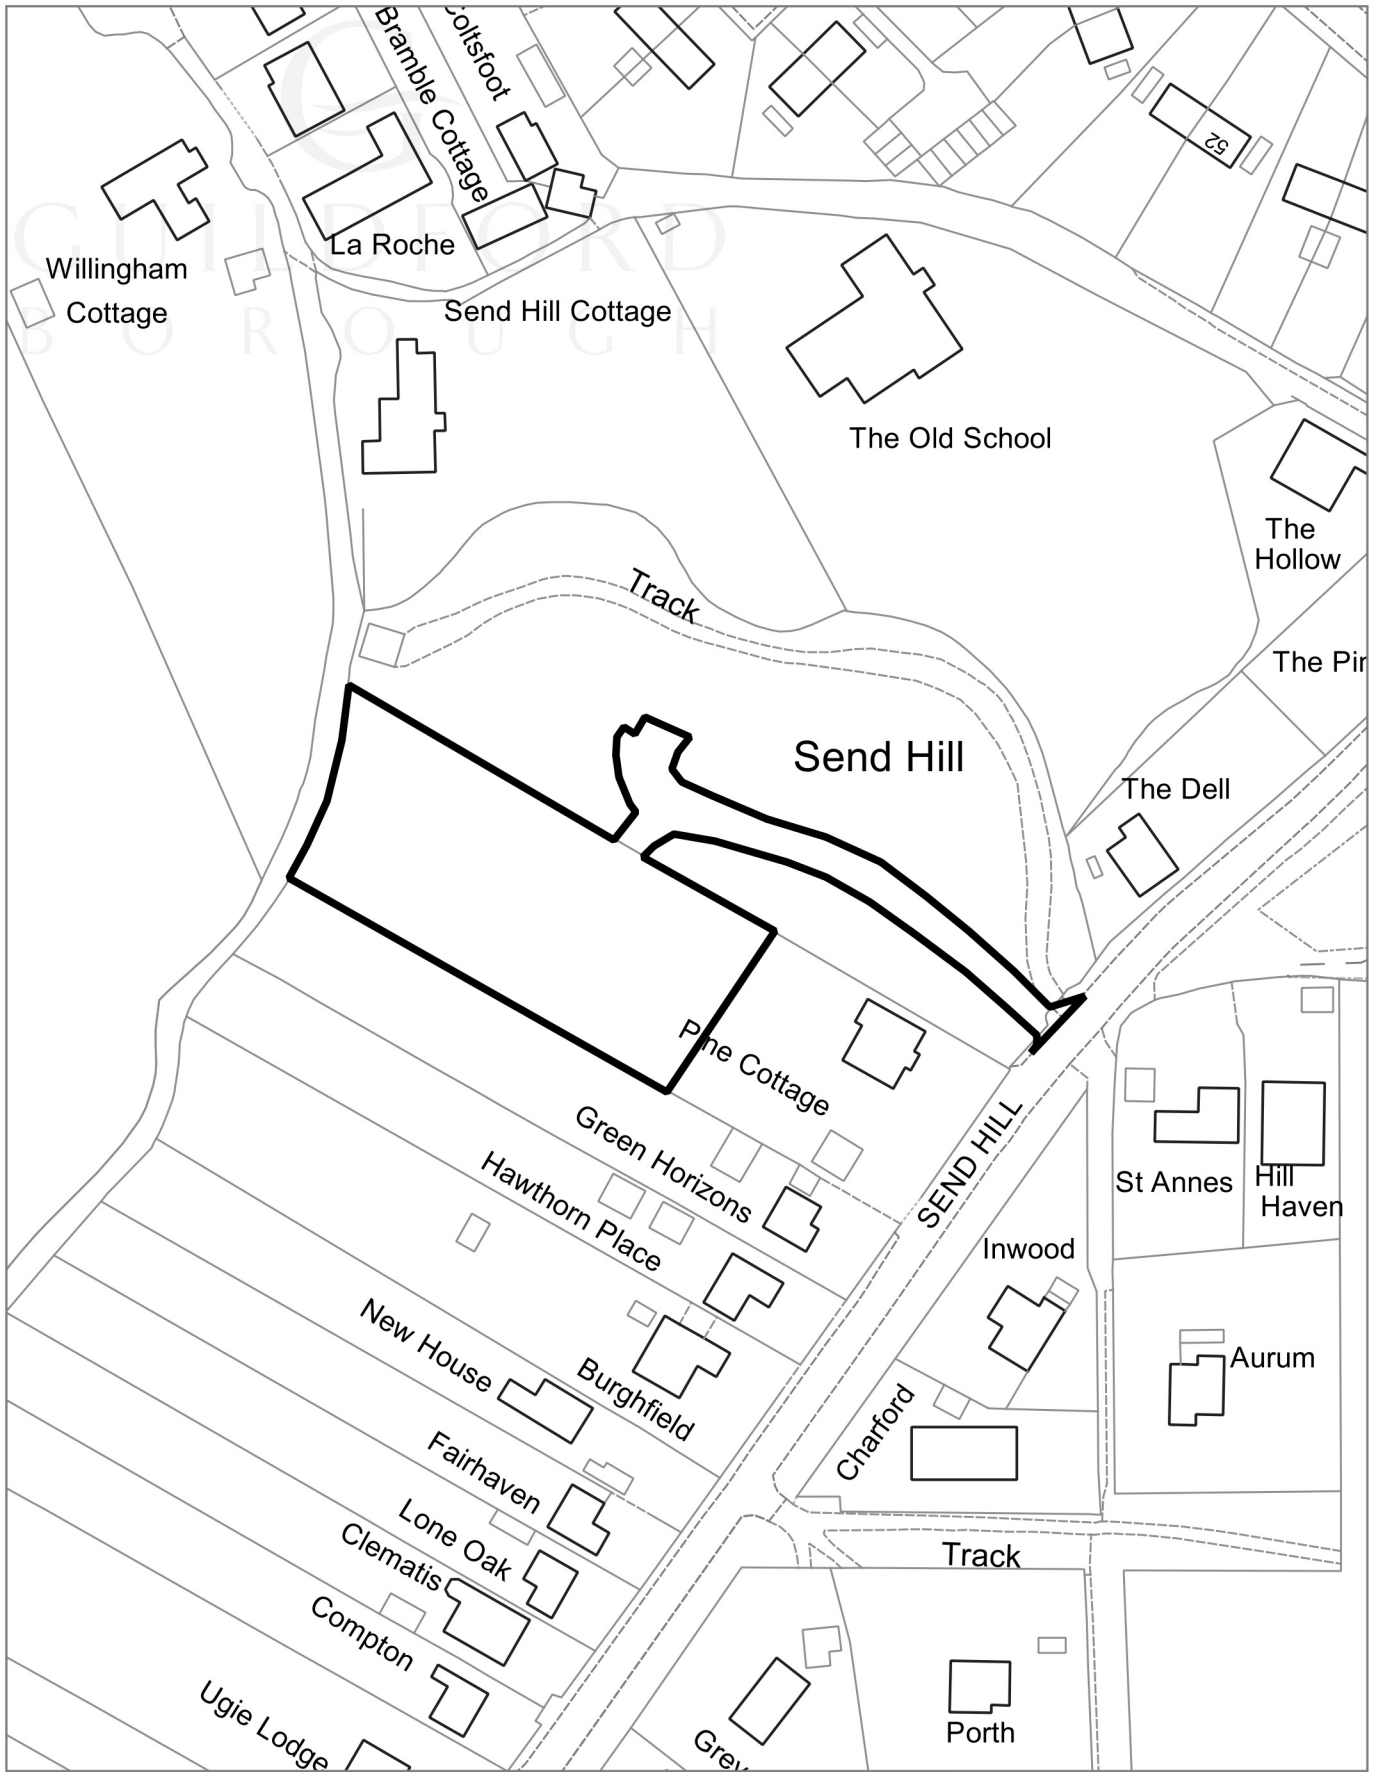 Bramble Cottage
Coltsfoot
52
GUILDFORD
BOROUGH
La Roche
Willingham
Cottage
Send Hill Cottage
The Old School
The
Hollow
Track
The Pin
Send Hill
The Dell
Pine Cottage
Green Horizons
SEND HILL
Hawthorn Place
St Annes
Hill
Haven
Inwood
New House
Burghfield
Aurum
Charford
Fairhaven
Lone Oak
Clematis
Track
Compton
Ugie Lodge
Porth
Grey